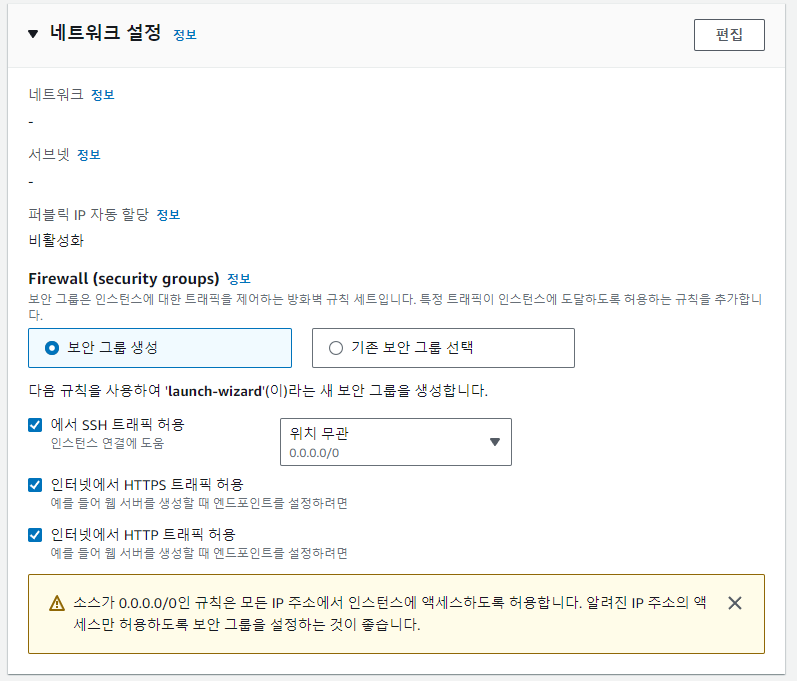 네트워크 설정 정보
편집
네트워크 정보
-
서브넷 정보
-
퍼블릭 IP 자동 할당 정보
비활성화
Firewall (security groups) 정보
보안 그룹은 인스턴스에 대한 트래픽을 제어하는 방화벽 규칙 세트입니다. 특정 트래픽이 인스턴스에 도달하도록 허용하는 규칙을 추가합니
다.
보안 그룹 생성
기존 보안 그룹 선택
다음 규칙을 사용하여 'launch-wizard'(이)라는 새 보안 그룹을 생성합니다.
에서 SSH 트래픽 허용
인스턴스 연결에 도움
위치 무관
0.0.0.0/0
인터넷에서 HTTPS 트래픽 허용
예를 들어 웹 서버를 생성할 때 엔드포인트를 설정하려면
인터넷에서 HTTP 트래픽 허용
예를 들어 웹 서버를 생성할 때 엔드포인트를 설정하려면
소스가 0.0.0.0/0인 규칙은 모든 IP 주소에서 인스턴스에 액세스하도록 허용합니다. 알려진 IP 주소의 액
세스만 허용하도록 보안 그룹을 설정하는 것이 좋습니다.